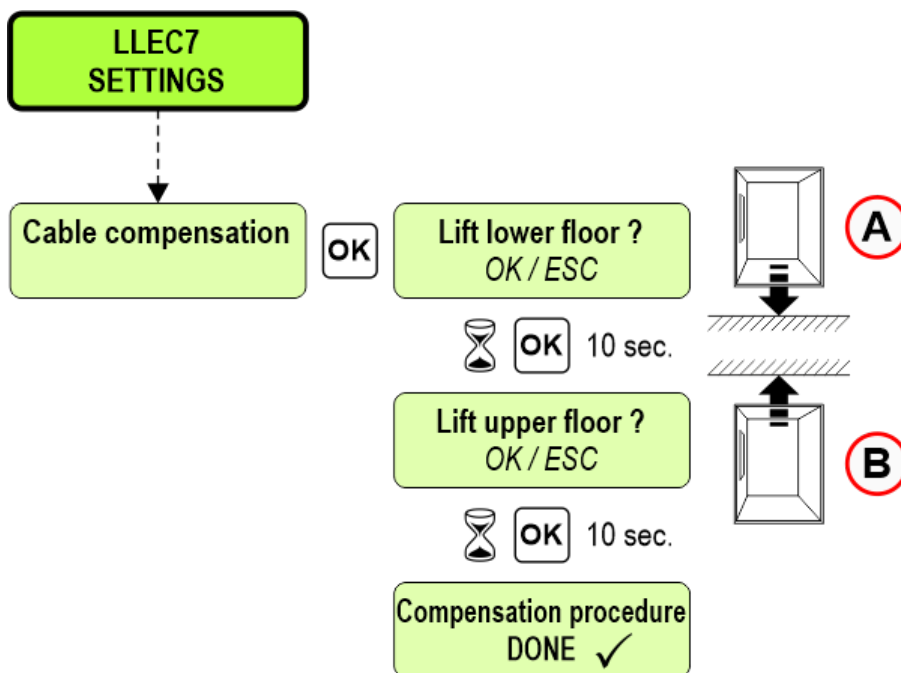 LLEC7
SETTINGS
Cable compensation
OK
Lift lower floor ?
OK / ESC
A
OK 10 sec.
Lift upper floor ?
OK / ESC
B
OK 10 sec.
Compensation procedure
DONE ✓